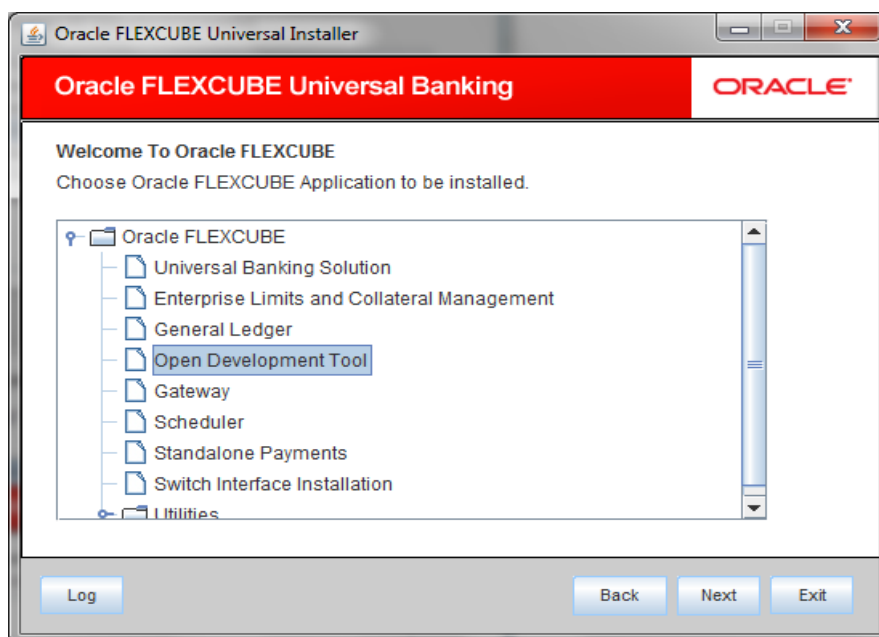 Oracle FLEXCUBE Universal Installer
Oracle FLEXCUBE Universal Banking
ORACLE
Welcome To Oracle FLEXCUBE
Choose Oracle FLEXCUBE Application to be installed.
Oracle FLEXCUBE
Universal Banking Solution
Enterprise Limits and Collateral Management
General Ledger
Open Development Tool
Gateway
Scheduler
Standalone Payments
Switch Interface Installation
Utilities
Log
Back
Next
Exit